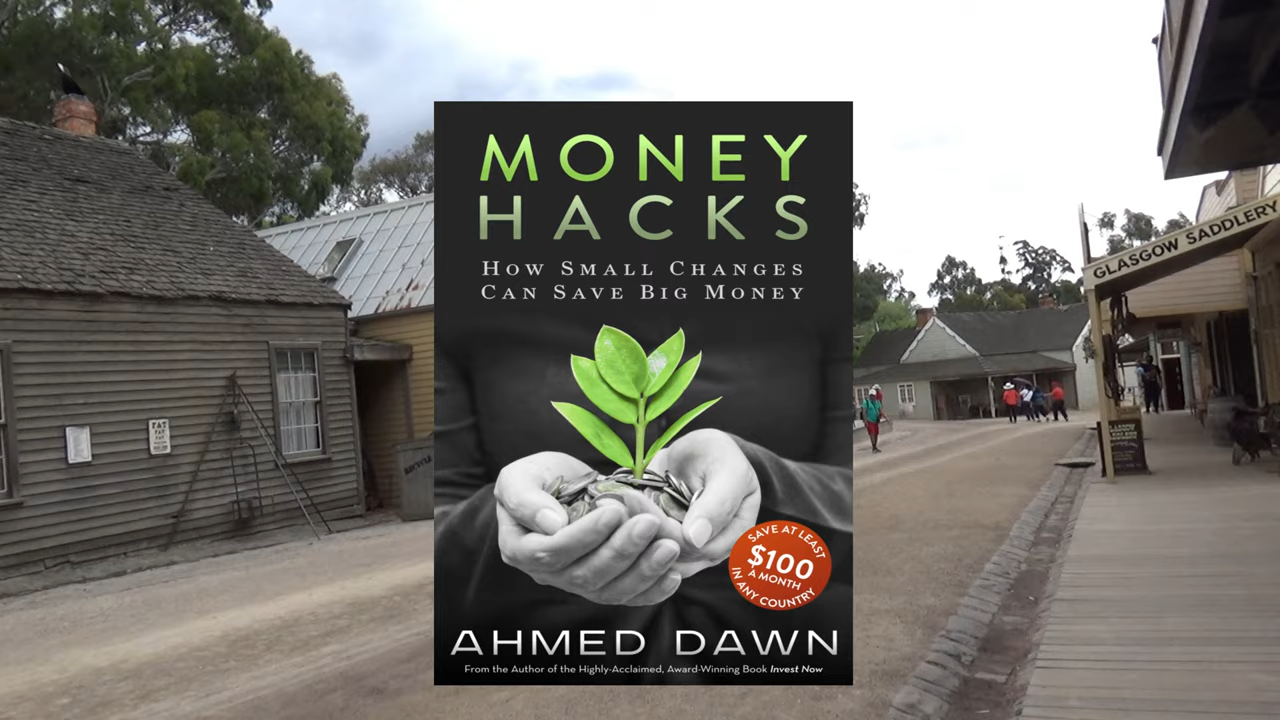 MONEY
HACKS
HOW SMALL CHANGES
CAN SAVE BIG MONEY
SAVE AT LEAST
$100
A MONTH
IN ANY COUNTRY
AHMED DAWN
From the Author of the Highly-Acclaimed, Award-Winning Book Invest Now
GLASGOW SADDLERY